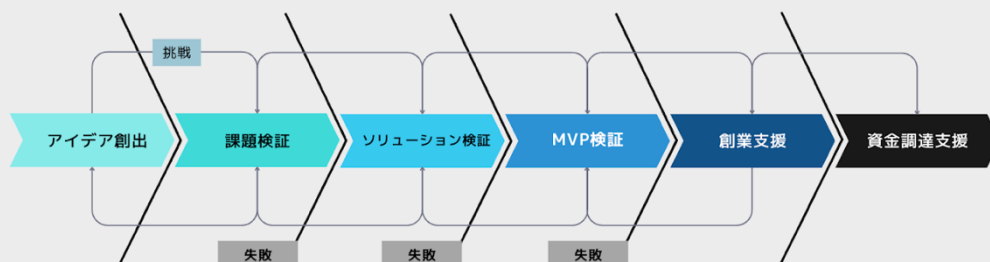 挑戦
アイデア創出
課題検証
ソリューション検証
MVP検証
創業支援
資金調達支援
失敗
失敗
失敗